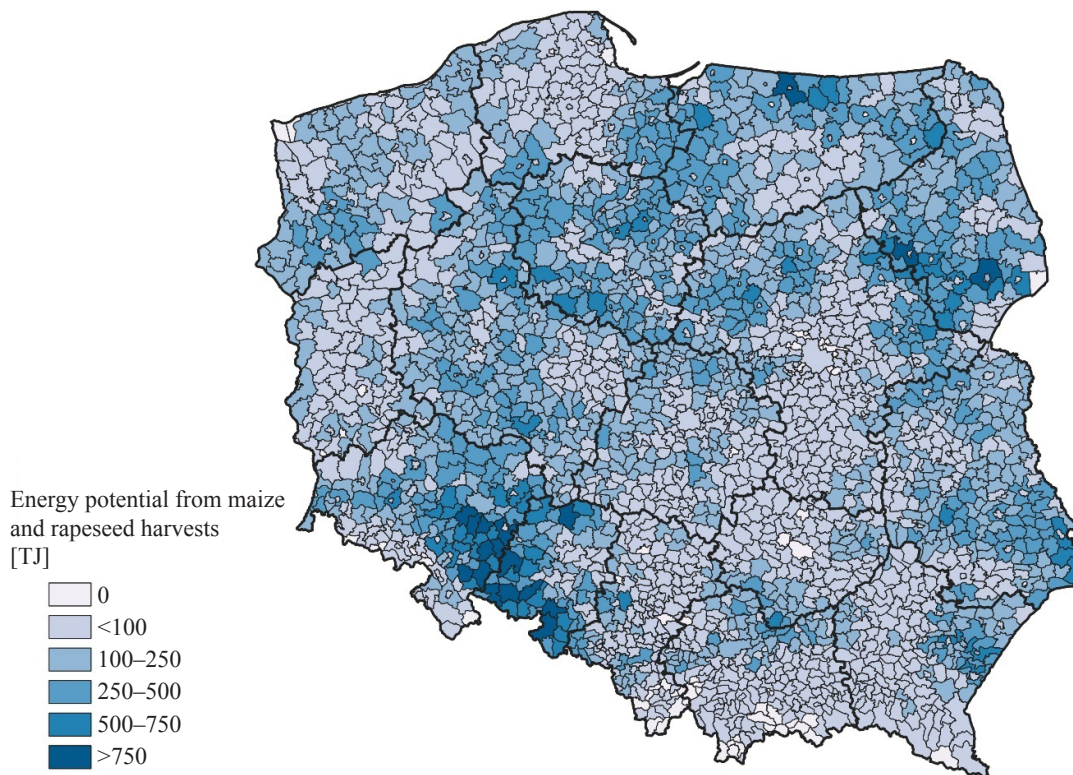 Energy potential from maize
and rapeseed harvests
[TJ]
0
<100
100–250
250–500
500–750
>750